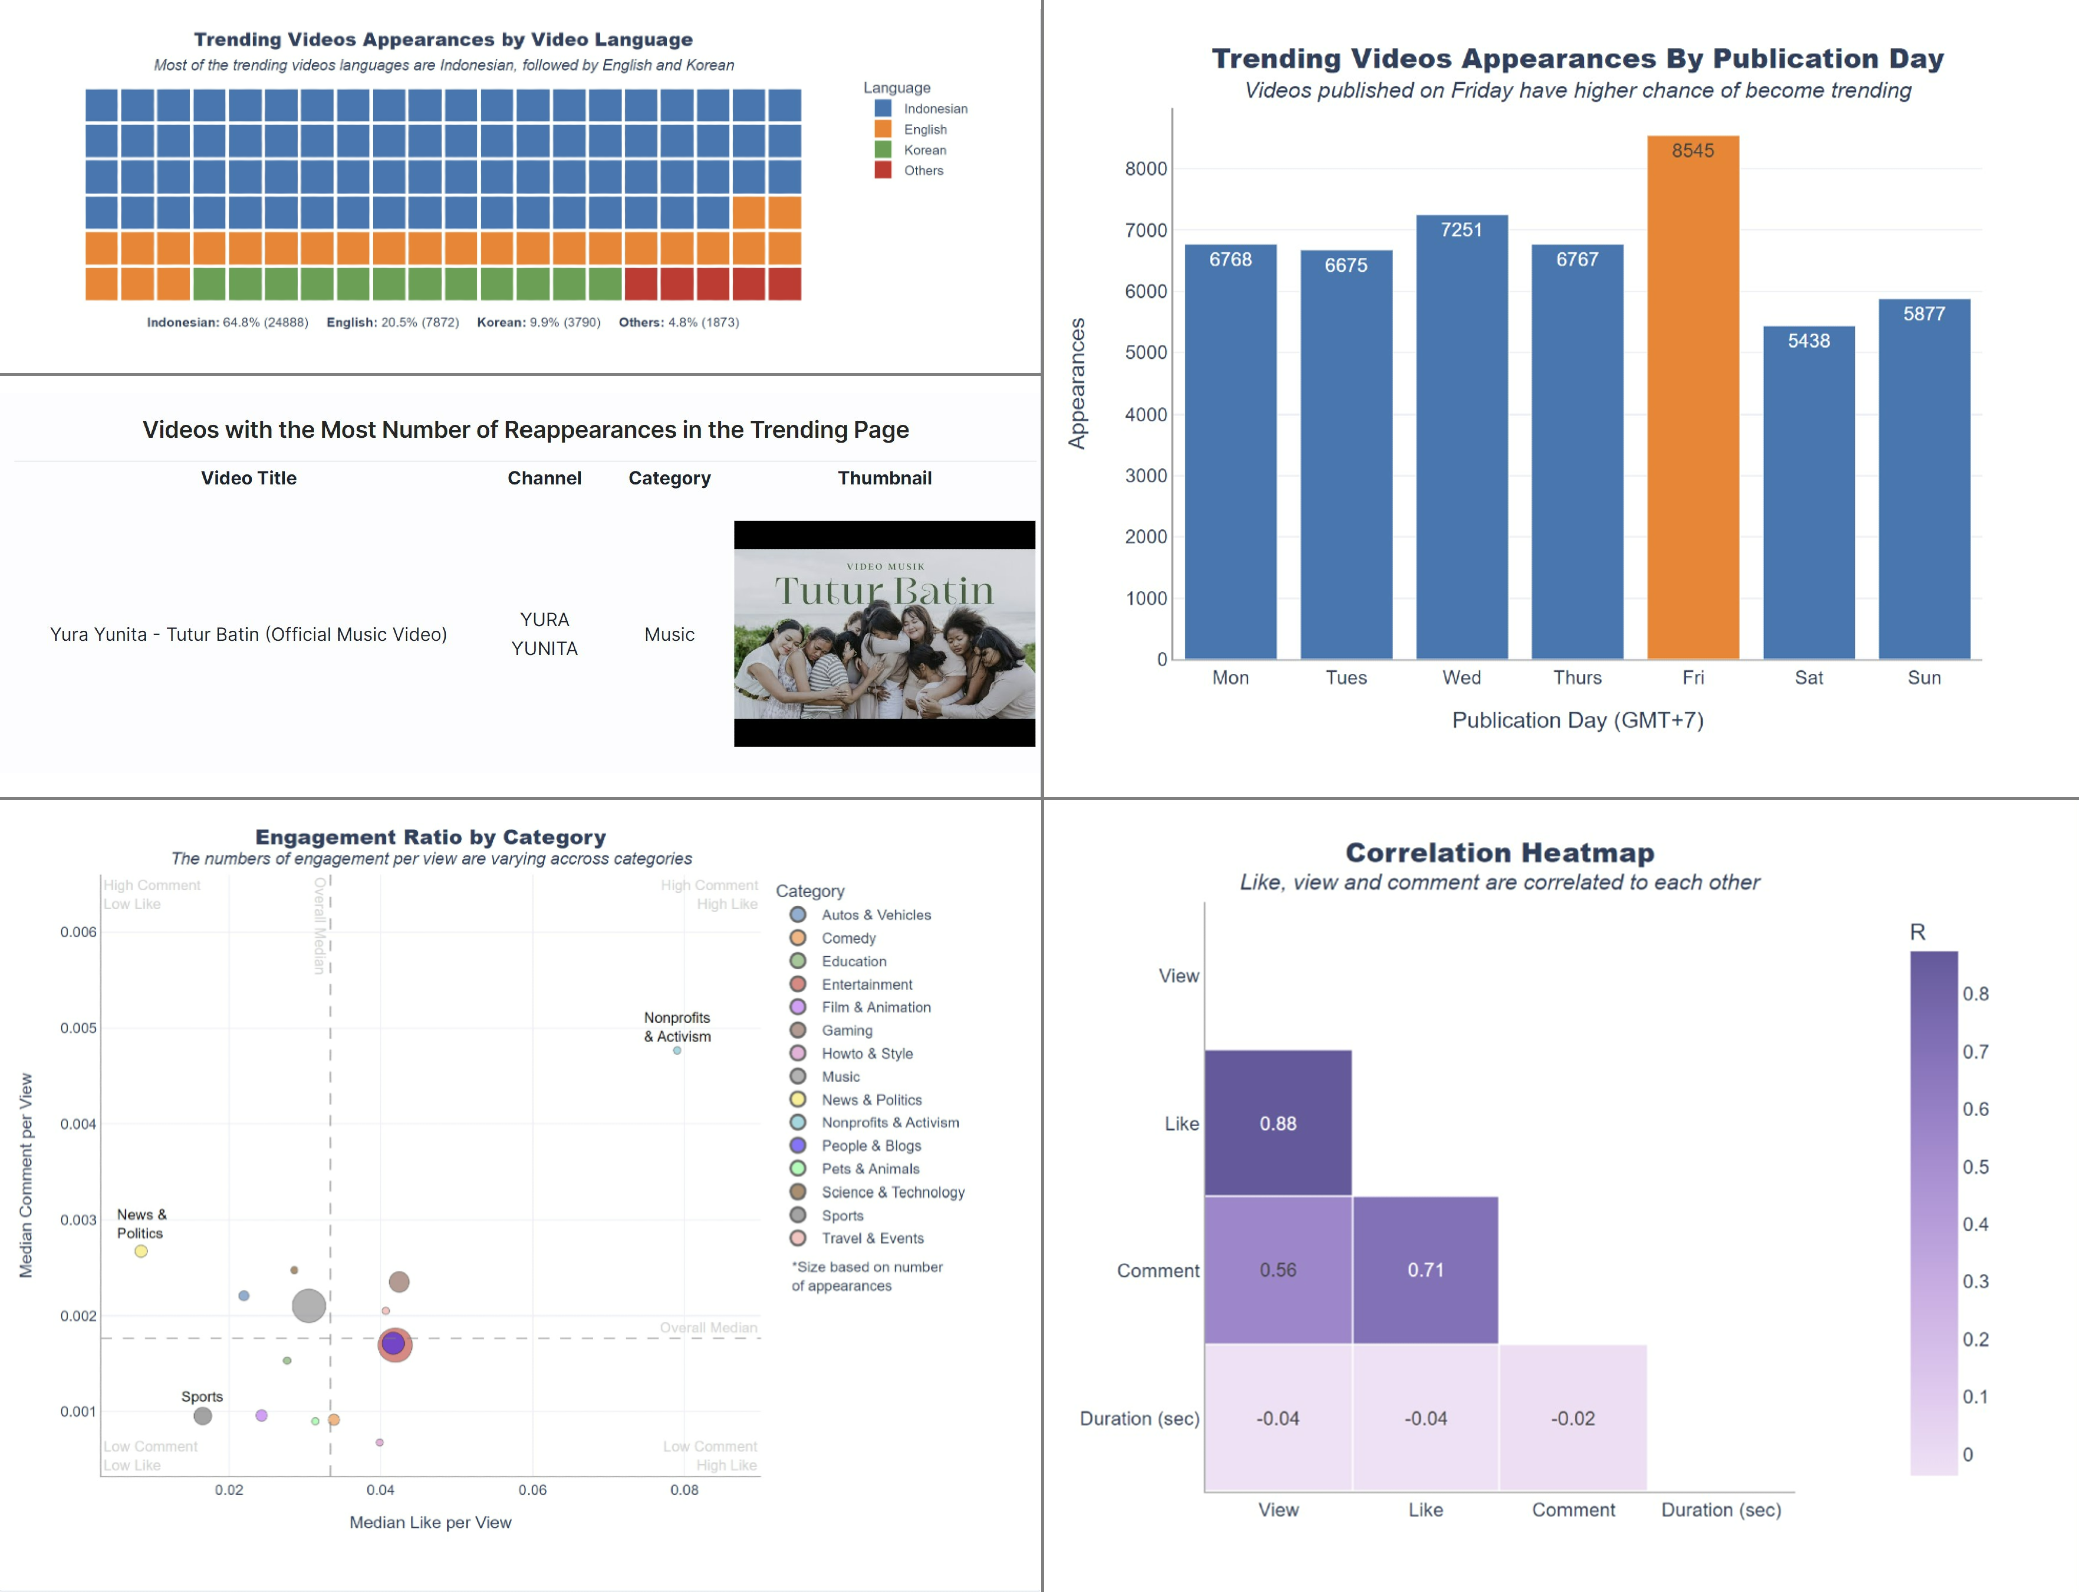 Trending Videos Appearances by Video Language
Most of the trending videos languages are Indonesian, followed by English and Korean
Language
Indonesian
English
Korean
Others
Indonesian: 64.8% (24888) English: 20.5% (7872) Korean: 9.9% (3790) Others: 4.8% (1873)
Videos with the Most Number of Reappearances in the Trending Page
Video Title Channel Category Thumbnail
Yura Yunita - Tutur Batin (Official Music Video)
YURA
YUNITA
Music
VIDEO MUSIK
Tutur Batin
Trending Videos Appearances By Publication Day
Videos published on Friday have higher chance of become trending
Appearances
8000
7000
6000
5000
4000
3000
2000
1000
0
6768
6675
7251
6767
8545
5438
5877
Mon Tues Wed Thurs Fri Sat Sun
Publication Day (GMT+7)
Engagement Ratio by Category
The numbers of engagement per view are varying accross categories
High Comment
Low Like
Overall Median
High Comment
High Like
Median Comment per View
0.006
0.005
0.004
0.003
0.002
0.001
Nonprofits
& Activism
News &
Politics
Overall Median
Sports
Low Comment
Low Like
Low Comment
High Like
0.02 0.04 0.06 0.08
Median Like per View
Category
Autos & Vehicles
Comedy
Education
Entertainment
Film & Animation
Gaming
Howto & Style
Music
News & Politics
Nonprofits & Activism
People & Blogs
Pets & Animals
Science & Technology
Sports
Travel & Events
*Size based on number
of appearances
Correlation Heatmap
Like, view and comment are correlated to each other
View
Like
Comment
Duration (sec)
0.88
0.56 0.71
-0.04 -0.04 -0.02
View Like Comment Duration (sec)
R
0.8
0.7
0.6
0.5
0.4
0.3
0.2
0.1
0